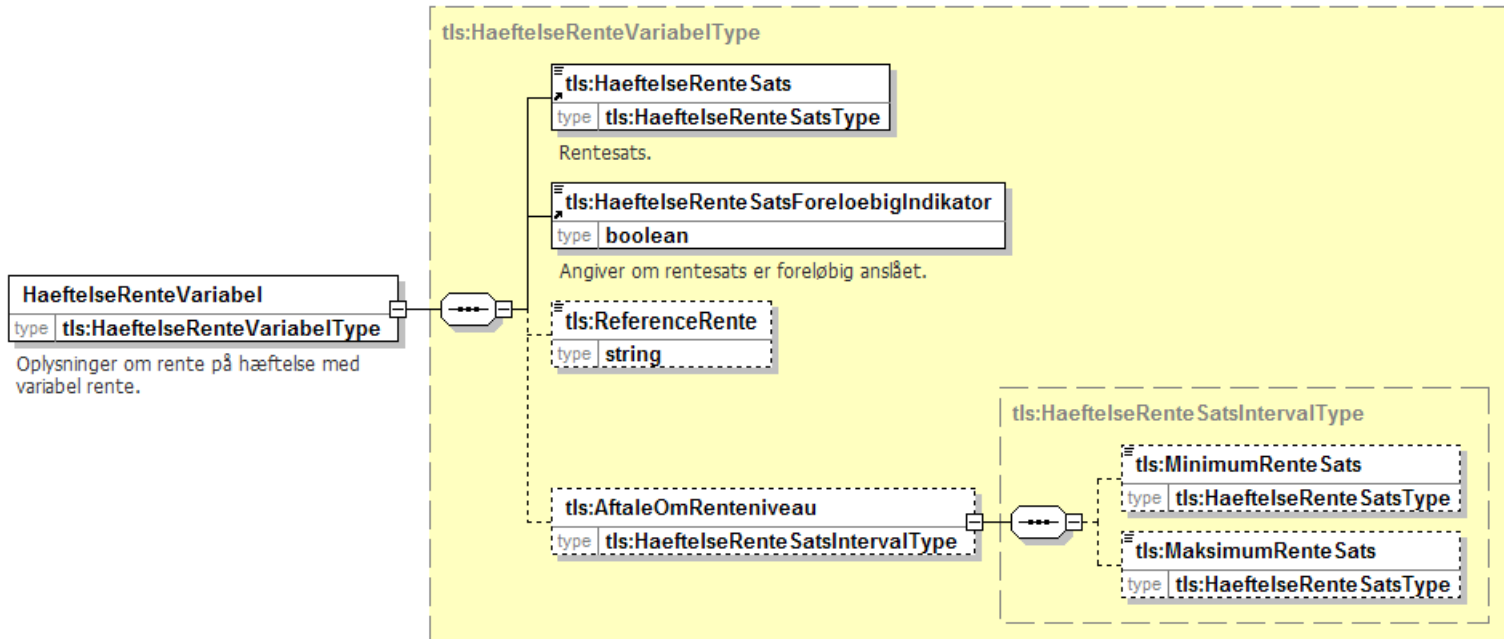 tls:HaeftelseRenteVariabelType
tls:HaeftelseRenteSats
type tls:HaeftelseRenteSatsType
Rentesats.
tls:HaeftelseRenteSatsForeloebigIndikator
type boolean
Angiver om rentesats er foreløbig anslået.
HaeftelseRenteVariabel
type tls:HaeftelseRenteVariabelType
Oplysninger om rente på hæftelse med
variabel rente.
tls:ReferenceRente
type string
tls:AftaleOmRenteniveau
type tls:HaeftelseRenteSatsIntervalType
tls:HaeftelseRenteSatsIntervalType
tls:MinimumRenteSats
type tls:HaeftelseRenteSatsType
tls:MaksimumRenteSats
type tls:HaeftelseRenteSatsType